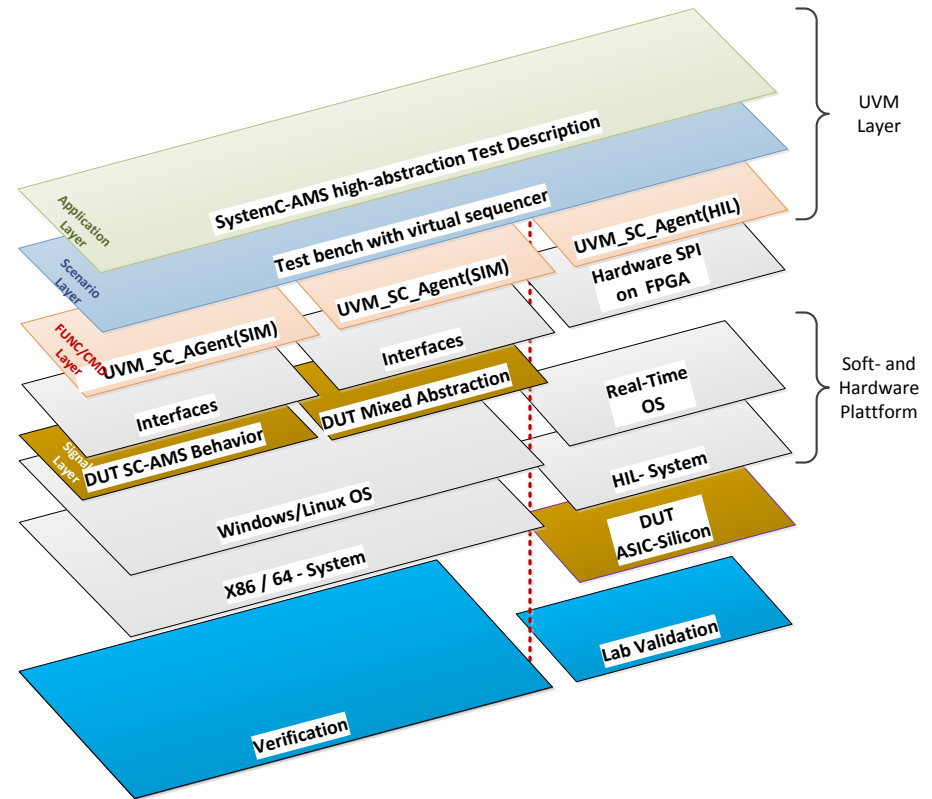 UVM
Layer
SystemC-AMS high-abstraction Test Description
Application
Layer
Test bench with virtual sequencer
Scenario
Layer
UVM_SC_Agent(HIL)
UVM_SC_Agent(SIM)
UVM_SC_AGent(SIM)
FUNC/CMD
Layer
Hardware SPI
on FPGA
Interfaces
Interfaces
Soft- and
Hardware
Plattform
Real-Time
OS
DUT Mixed Abstraction
DUT SC-AMS Behavior
Signal
Layer
HIL- System
Windows/Linux OS
DUT
ASIC-Silicon
X86 / 64 - System
Lab Validation
Verification